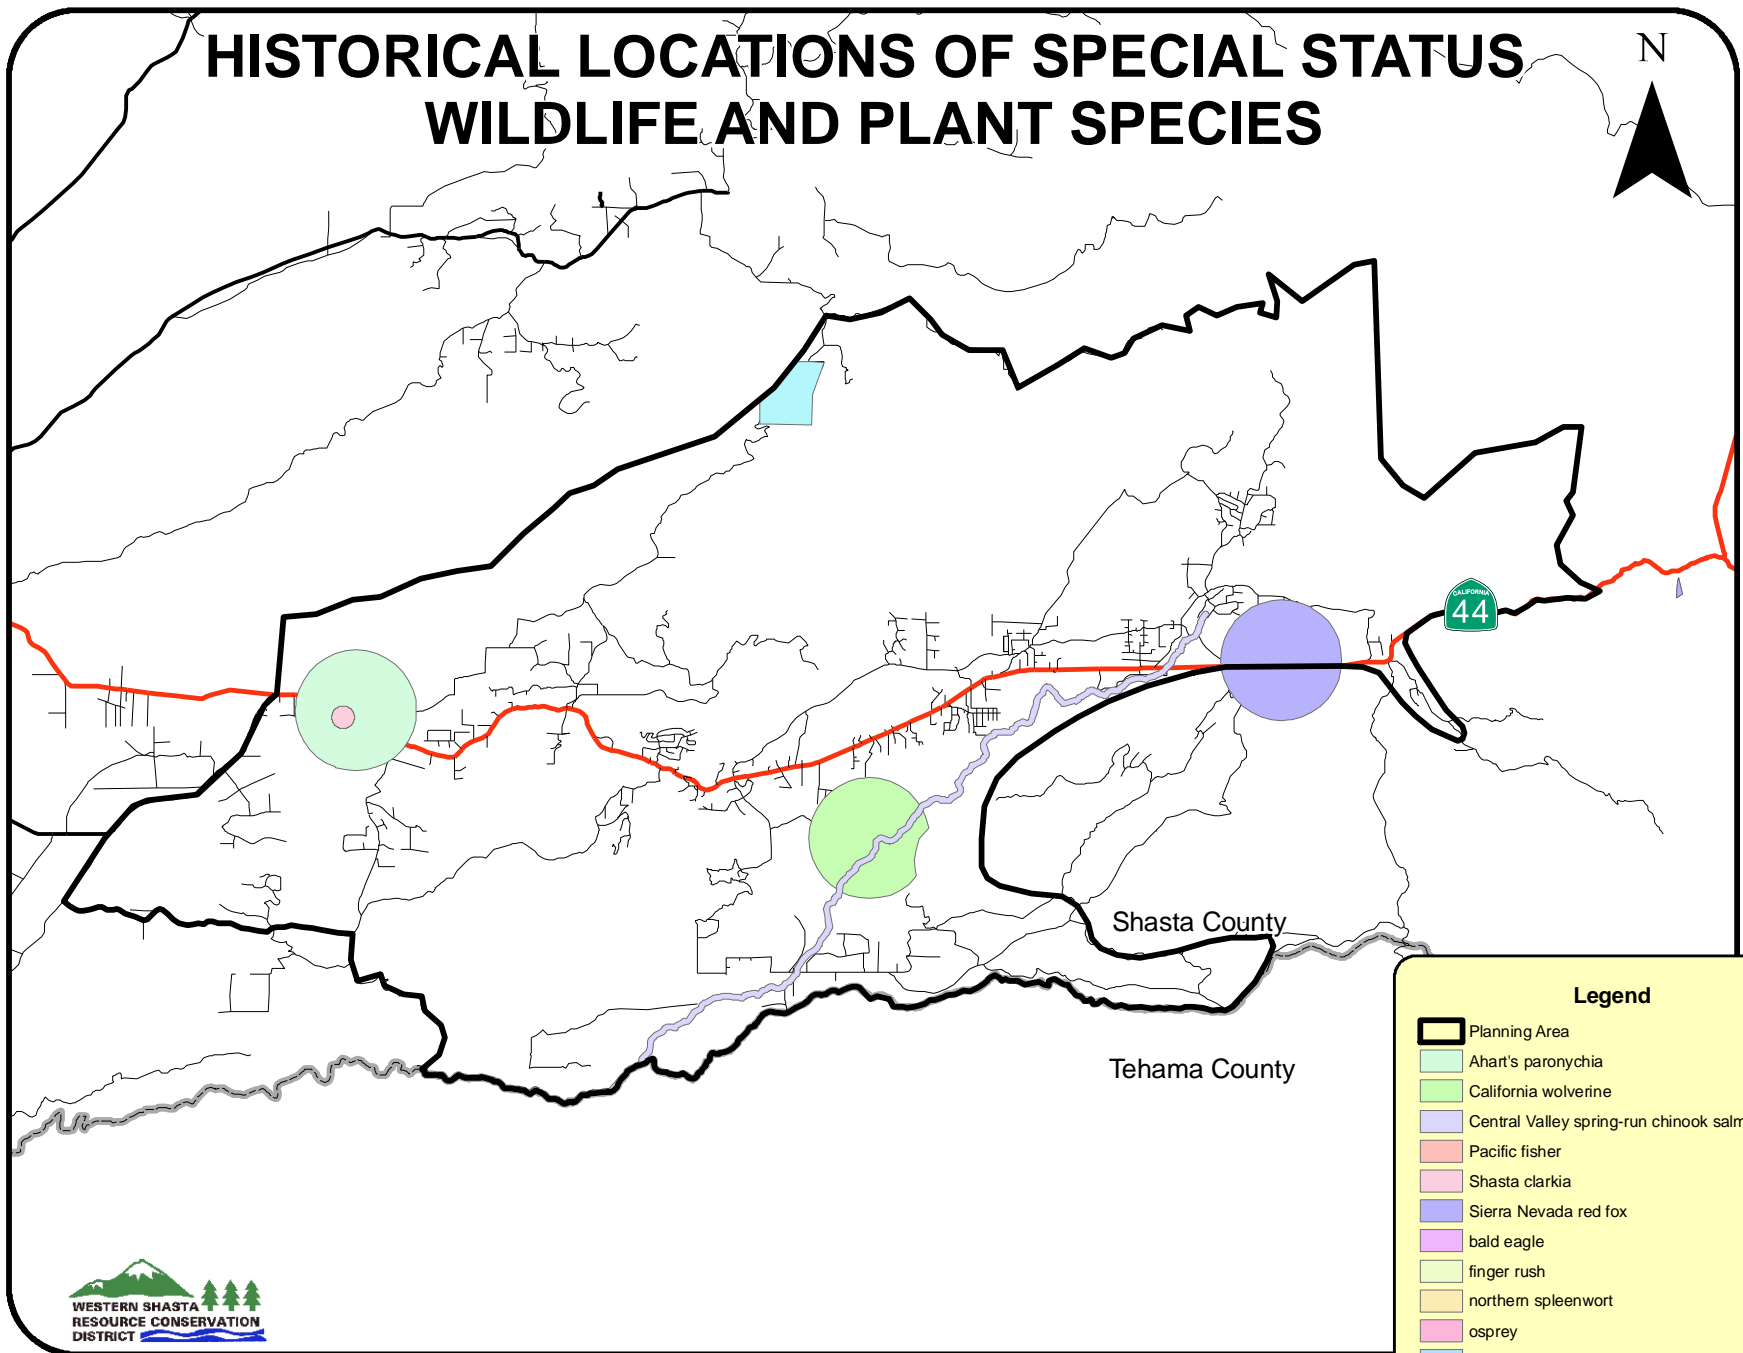 HISTORICAL LOCATIONS OF SPECIAL STATUS
WILDLIFE AND PLANT SPECIES
N
CALIFORNIA
44
Shasta County
Tehama County
Legend
Planning Area
Ahart's paronychia
California wolverine
Central Valley spring-run chinook salm
Pacific fisher
Shasta clarkia
Sierra Nevada red fox
bald eagle
finger rush
northern spleenwort
osprey
WESTERN SHASTA
RESOURCE CONSERVATION
DISTRICT